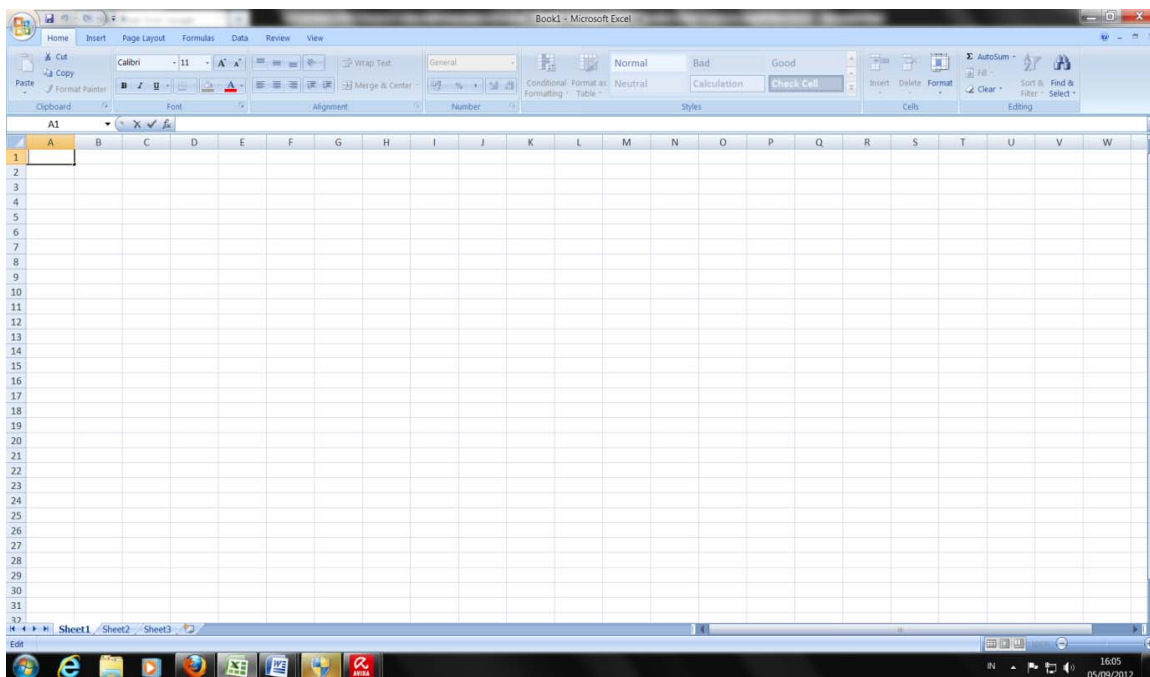 Book1 - Microsoft Excel
Home Insert Page Layout Formulas Data Review View
Paste
Cut
Copy
Format Painter
Clipboard
Calibri 11 A A
B I U A
Font
Wrap Text
Merge & Center
Alignment
General
%
Number
Conditional Formatting
Format as Table
Normal Bad Good
Neutral Calculation Check Cell
Styles
Insert Delete Format
Cells
Σ AutoSum
Fill
Clear
Sort & Filter
Find & Select
Editing
A1 fx
A B C D E F G H I J K L M N O P Q R S T U V W
1
2
3
4
5
6
7
8
9
10
11
12
13
14
15
16
17
18
19
20
21
22
23
24
25
26
27
28
29
30
31
32
Sheet1 Sheet2 Sheet3
Edit
AVIRA
IN
16:05
05/09/2012